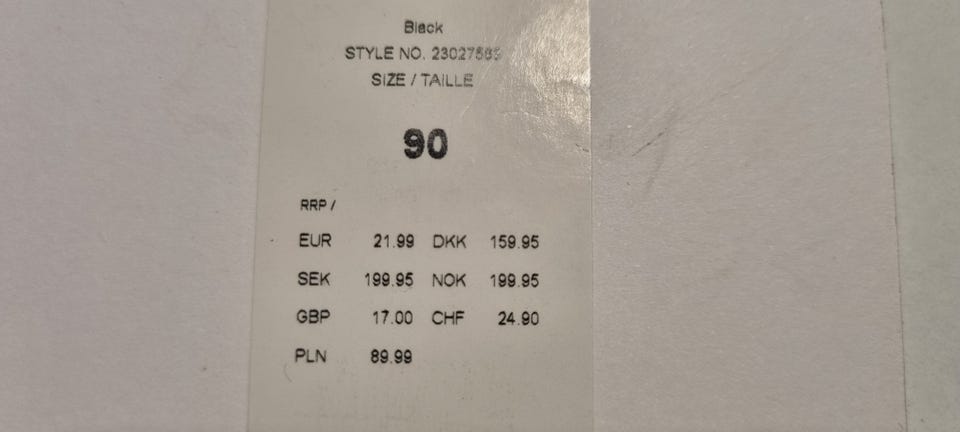 Black
STYLE NO.
SIZE / TAILLE
90
RRP /
EUR 21.99 DKK 159.95
SEK 199.95 NOK 199.95
GBP 17.00 CHF 24.90
PLN 89.99